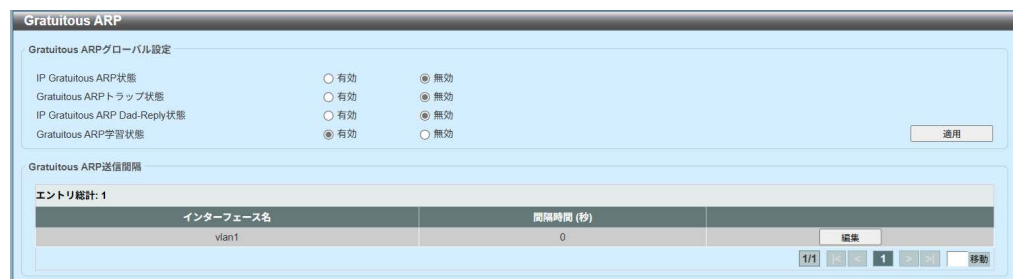 Gratuitous ARP
Gratuitous ARPグローバル設定
IP Gratuitous ARP状態 有効 無効
Gratuitous ARPトラップ状態 有効 無効
IP Gratuitous ARP Dad-Reply状態 有効 無効
Gratuitous ARP学習状態 有効 無効 適用
Gratuitous ARP送信間隔
エントリ総計: 1
インターフェース名 間隔時間 (秒)
vlan1 0 編集
1/1 |< < 1 > >| 移動